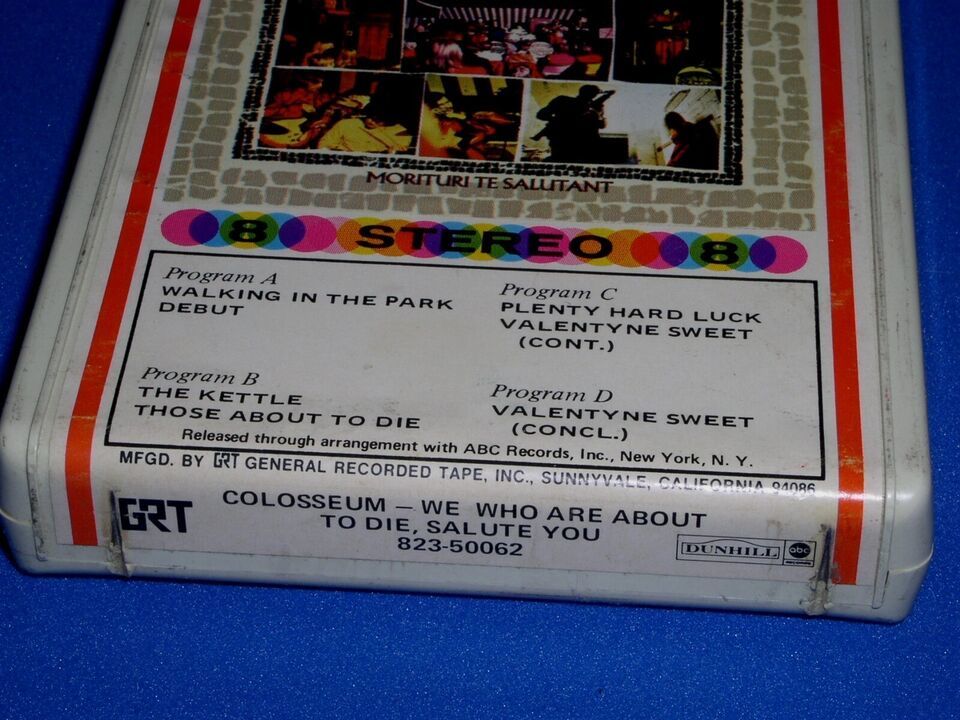 MORITURI TE SALUTANT
8 STEREO 8
Program A
WALKING IN THE PARK
DEBUT
Program B
THE KETTLE
THOSE ABOUT TO DIE
Program C
PLENTY HARD LUCK
VALENTYNE SWEET
(CONT.)
Program D
VALENTYNE SWEET
(CONCL.)
Released through arrangement with ABC Records, Inc., New York, N. Y.
MFGD. BY GRT GENERAL RECORDED TAPE, INC., SUNNYVALE, CALIFORNIA 94086
GRT
COLOSSEUM – WE WHO ARE ABOUT
TO DIE, SALUTE YOU
823-50062
DUNHILL abc
records